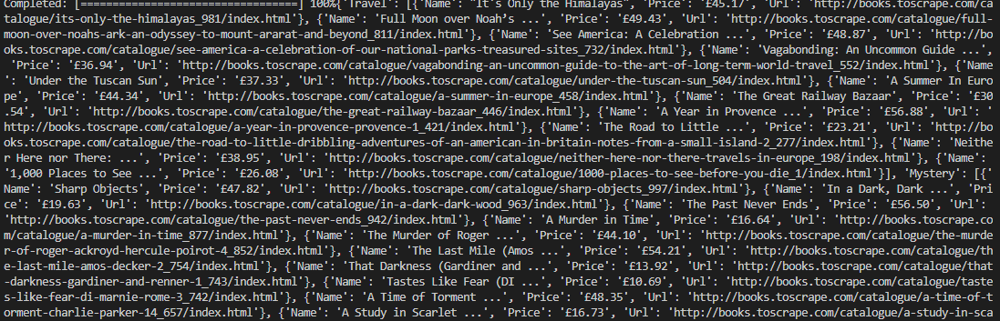 Completed: [==================================] 100%{'Travel': [{'Name': "It's Only the Himalayas", 'Price': '£45.17', 'Url': 'http://books.toscrape.com/ca
talogue/its-only-the-himalayas_981/index.html'}, {'Name': 'Full Moon over Noah’s ...', 'Price': '£49.43', 'Url': 'http://books.toscrape.com/catalogue/full-
moon-over-noahs-ark-an-odyssey-to-mount-ararat-and-beyond_811/index.html'}, {'Name': 'See America: A Celebration ...', 'Price': '£48.87', 'Url': 'http://bo
oks.toscrape.com/catalogue/see-america-a-celebration-of-our-national-parks-treasured-sites_732/index.html'}, {'Name': 'Vagabonding: An Uncommon Guide ...',
 'Price': '£36.94', 'Url': 'http://books.toscrape.com/catalogue/vagabonding-an-uncommon-guide-to-the-art-of-long-term-world-travel_552/index.html'}, {'Name
': 'Under the Tuscan Sun', 'Price': '£37.33', 'Url': 'http://books.toscrape.com/catalogue/under-the-tuscan-sun_504/index.html'}, {'Name': 'A Summer In Euro
pe', 'Price': '£44.34', 'Url': 'http://books.toscrape.com/catalogue/a-summer-in-europe_458/index.html'}, {'Name': 'The Great Railway Bazaar', 'Price': '£30
.54', 'Url': 'http://books.toscrape.com/catalogue/the-great-railway-bazaar_446/index.html'}, {'Name': 'A Year in Provence ...', 'Price': '£56.88', 'Url': '
http://books.toscrape.com/catalogue/a-year-in-provence-provence-1_421/index.html'}, {'Name': 'The Road to Little ...', 'Price': '£23.21', 'Url': 'http://bo
oks.toscrape.com/catalogue/the-road-to-little-dribbling-adventures-of-an-american-in-britain-notes-from-a-small-island-2_277/index.html'}, {'Name': 'Neithe
r Here nor There: ...', 'Price': '£38.95', 'Url': 'http://books.toscrape.com/catalogue/neither-here-nor-there-travels-in-europe_198/index.html'}, {'Name':
'1,000 Places to See ...', 'Price': '£26.08', 'Url': 'http://books.toscrape.com/catalogue/1000-places-to-see-before-you-die_1/index.html'}], 'Mystery': [{'
Name': 'Sharp Objects', 'Price': '£47.82', 'Url': 'http://books.toscrape.com/catalogue/sharp-objects_997/index.html'}, {'Name': 'In a Dark, Dark ...', 'Pri
ce': '£19.63', 'Url': 'http://books.toscrape.com/catalogue/in-a-dark-dark-wood_963/index.html'}, {'Name': 'The Past Never Ends', 'Price': '£56.50', 'Url':
'http://books.toscrape.com/catalogue/the-past-never-ends_942/index.html'}, {'Name': 'A Murder in Time', 'Price': '£16.64', 'Url': 'http://books.toscrape.co
m/catalogue/a-murder-in-time_877/index.html'}, {'Name': 'The Murder of Roger ...', 'Price': '£44.10', 'Url': 'http://books.toscrape.com/catalogue/the-murde
r-of-roger-ackroyd-hercule-poirot-4_852/index.html'}, {'Name': 'The Last Mile (Amos ...', 'Price': '£54.21', 'Url': 'http://books.toscrape.com/catalogue/th
e-last-mile-amos-decker-2_754/index.html'}, {'Name': 'That Darkness (Gardiner and ...', 'Price': '£13.92', 'Url': 'http://books.toscrape.com/catalogue/that
-darkness-gardiner-and-renner-1_743/index.html'}, {'Name': 'Tastes Like Fear (DI ...', 'Price': '£10.69', 'Url': 'http://books.toscrape.com/catalogue/taste
s-like-fear-di-marnie-rome-3_742/index.html'}, {'Name': 'A Time of Torment ...', 'Price': '£48.35', 'Url': 'http://books.toscrape.com/catalogue/a-time-of-t
orment-charlie-parker-14_657/index.html'}, {'Name': 'A Study in Scarlet ...', 'Price': '£16.73', 'Url': 'http://books.toscrape.com/catalogue/a-study-in-sca